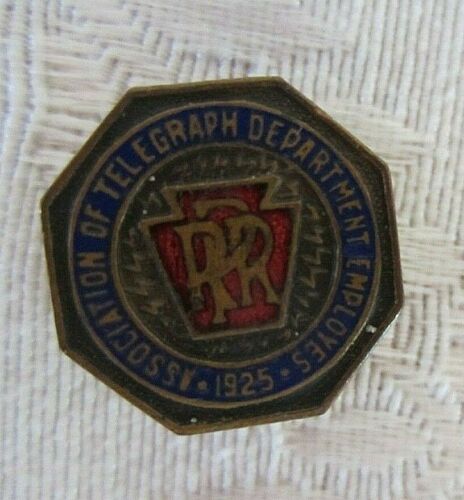 ASSOCIATION OF TELEGRAPH DEPARTMENT EMPLOYES
1925
PRR